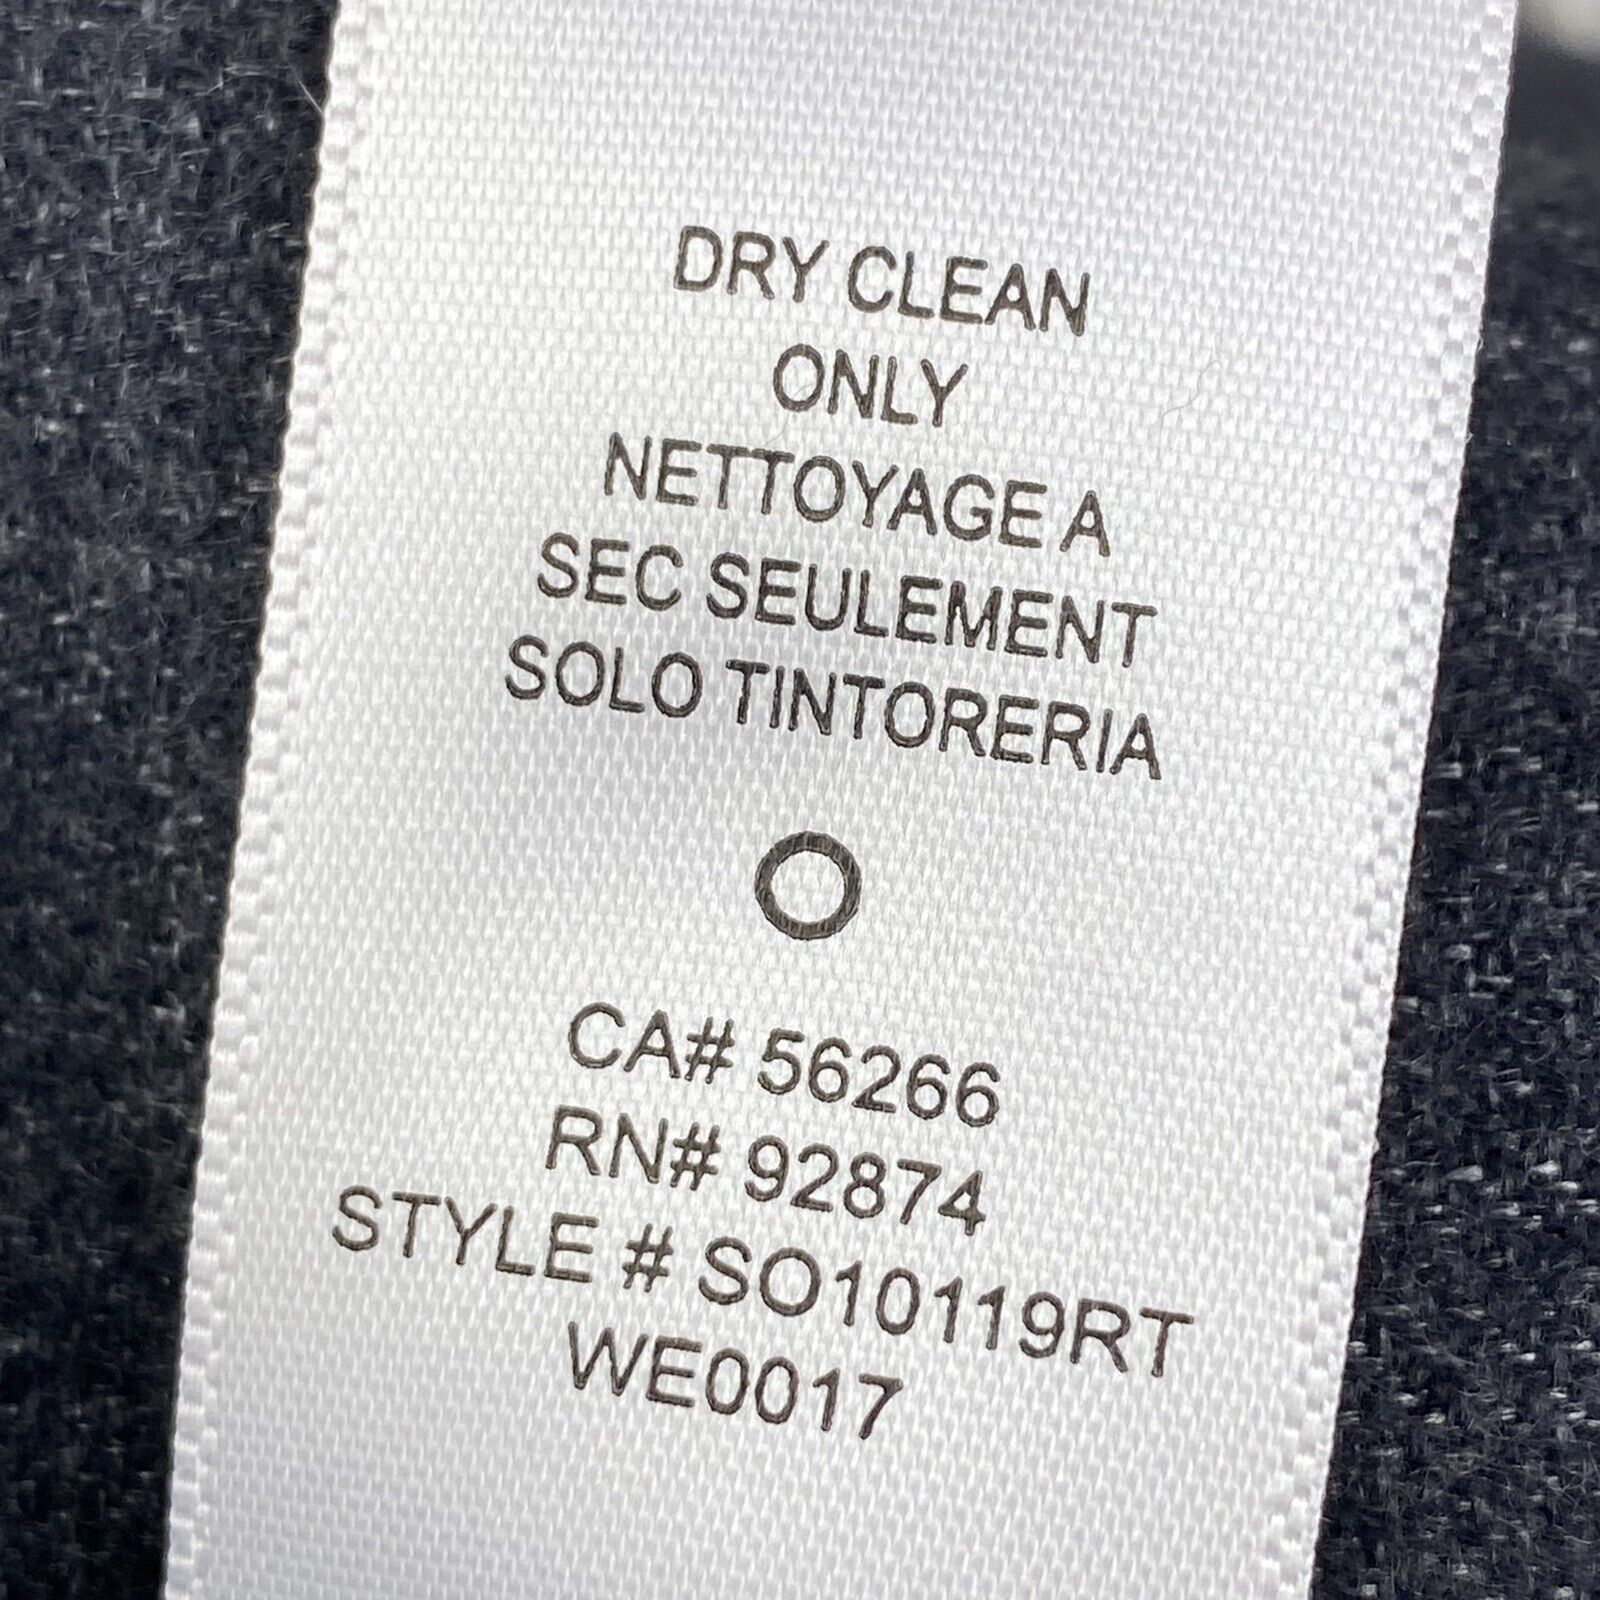 DRY CLEAN
ONLY
NETTOYAGE A
SEC SEULEMENT
SOLO TINTORERIA
CA# 56266
RN# 92874
STYLE # SO10119RT
WE0017